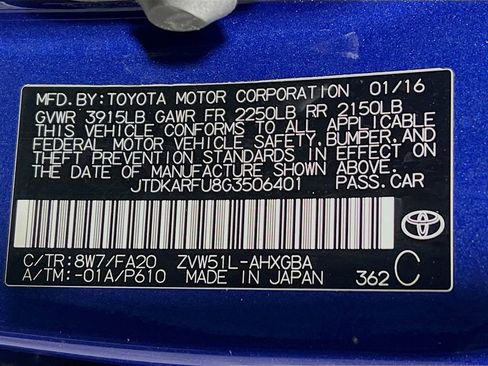 MFD.BY:TOYOTA MOTOR CORPORATION 01/16
GVWR 3915LB GAWR FR 2250LB RR 2150LB
THIS VEHICLE CONFORMS TO ALL APPLICABLE
FEDERAL MOTOR VEHICLE SAFETY,BUMPER,AND
THEFT PREVENTION STANDARDS IN EFFECT ON
THE DATE OF MANUFACTURE SHOWN ABOVE.
JTDKARFU8G3506401 PASS.CAR
C/TR:8W7/FA20 ZVW51L-AHXGBA
A/TM:-01A/P610 MADE IN JAPAN 362 C